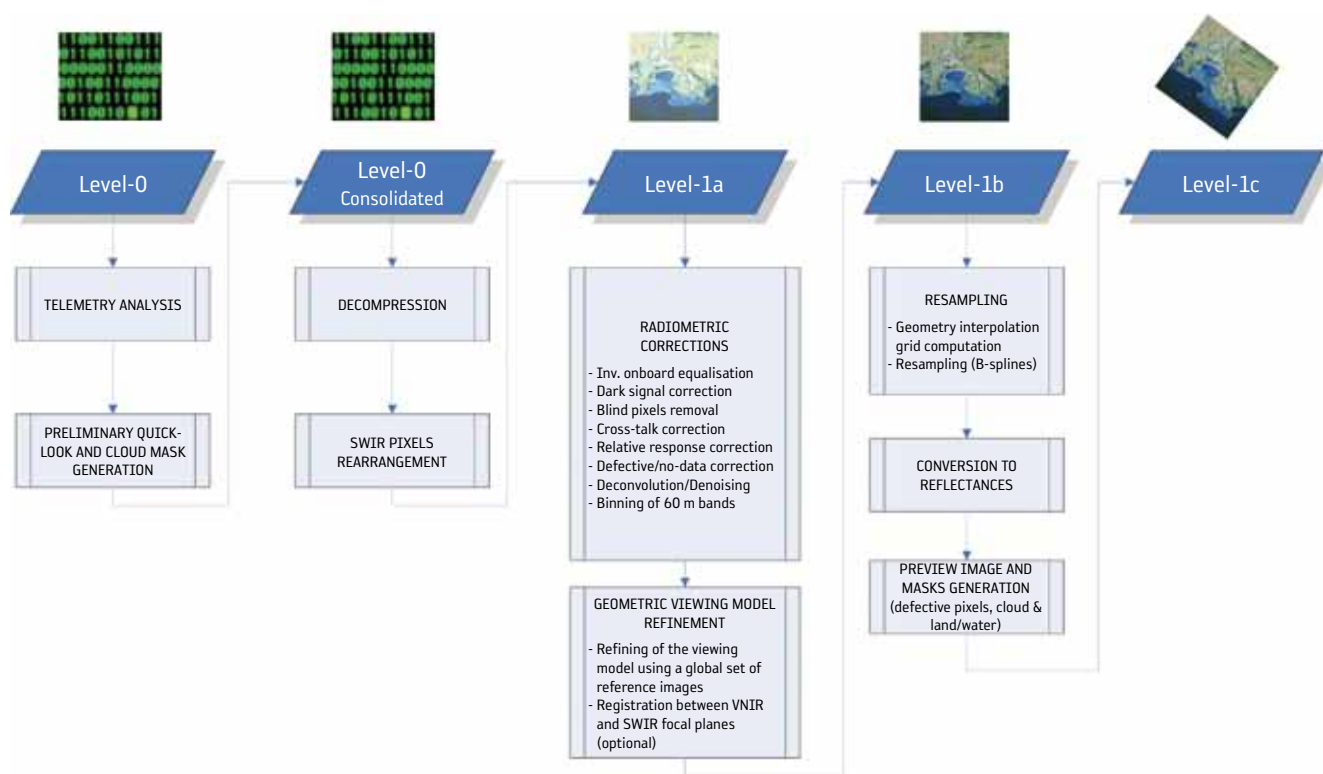 Level-0
TELEMETRY ANALYSIS
PRELIMINARY QUICK-
LOOK AND CLOUD MASK
GENERATION
Level-0
Consolidated
DECOMPRESSION
SWIR PIXELS
REARRANGEMENT
Level-1a
RADIOMETRIC
CORRECTIONS
- Inv. onboard equalisation
- Dark signal correction
- Blind pixels removal
- Cross-talk correction
- Relative response correction
- Defective/no-data correction
- Deconvolution/Denoising
- Binning of 60 m bands
GEOMETRIC VIEWING MODEL
REFINEMENT
- Refining of the viewing
model using a global set of
reference images
- Registration between VNIR
and SWIR focal planes
(optional)
Level-1b
RESAMPLING
- Geometry interpolation
grid computation
- Resampling (B-splines)
CONVERSION TO
REFLECTANCES
PREVIEW IMAGE AND
MASKS GENERATION
(defective pixels, cloud &
land/water)
Level-1c